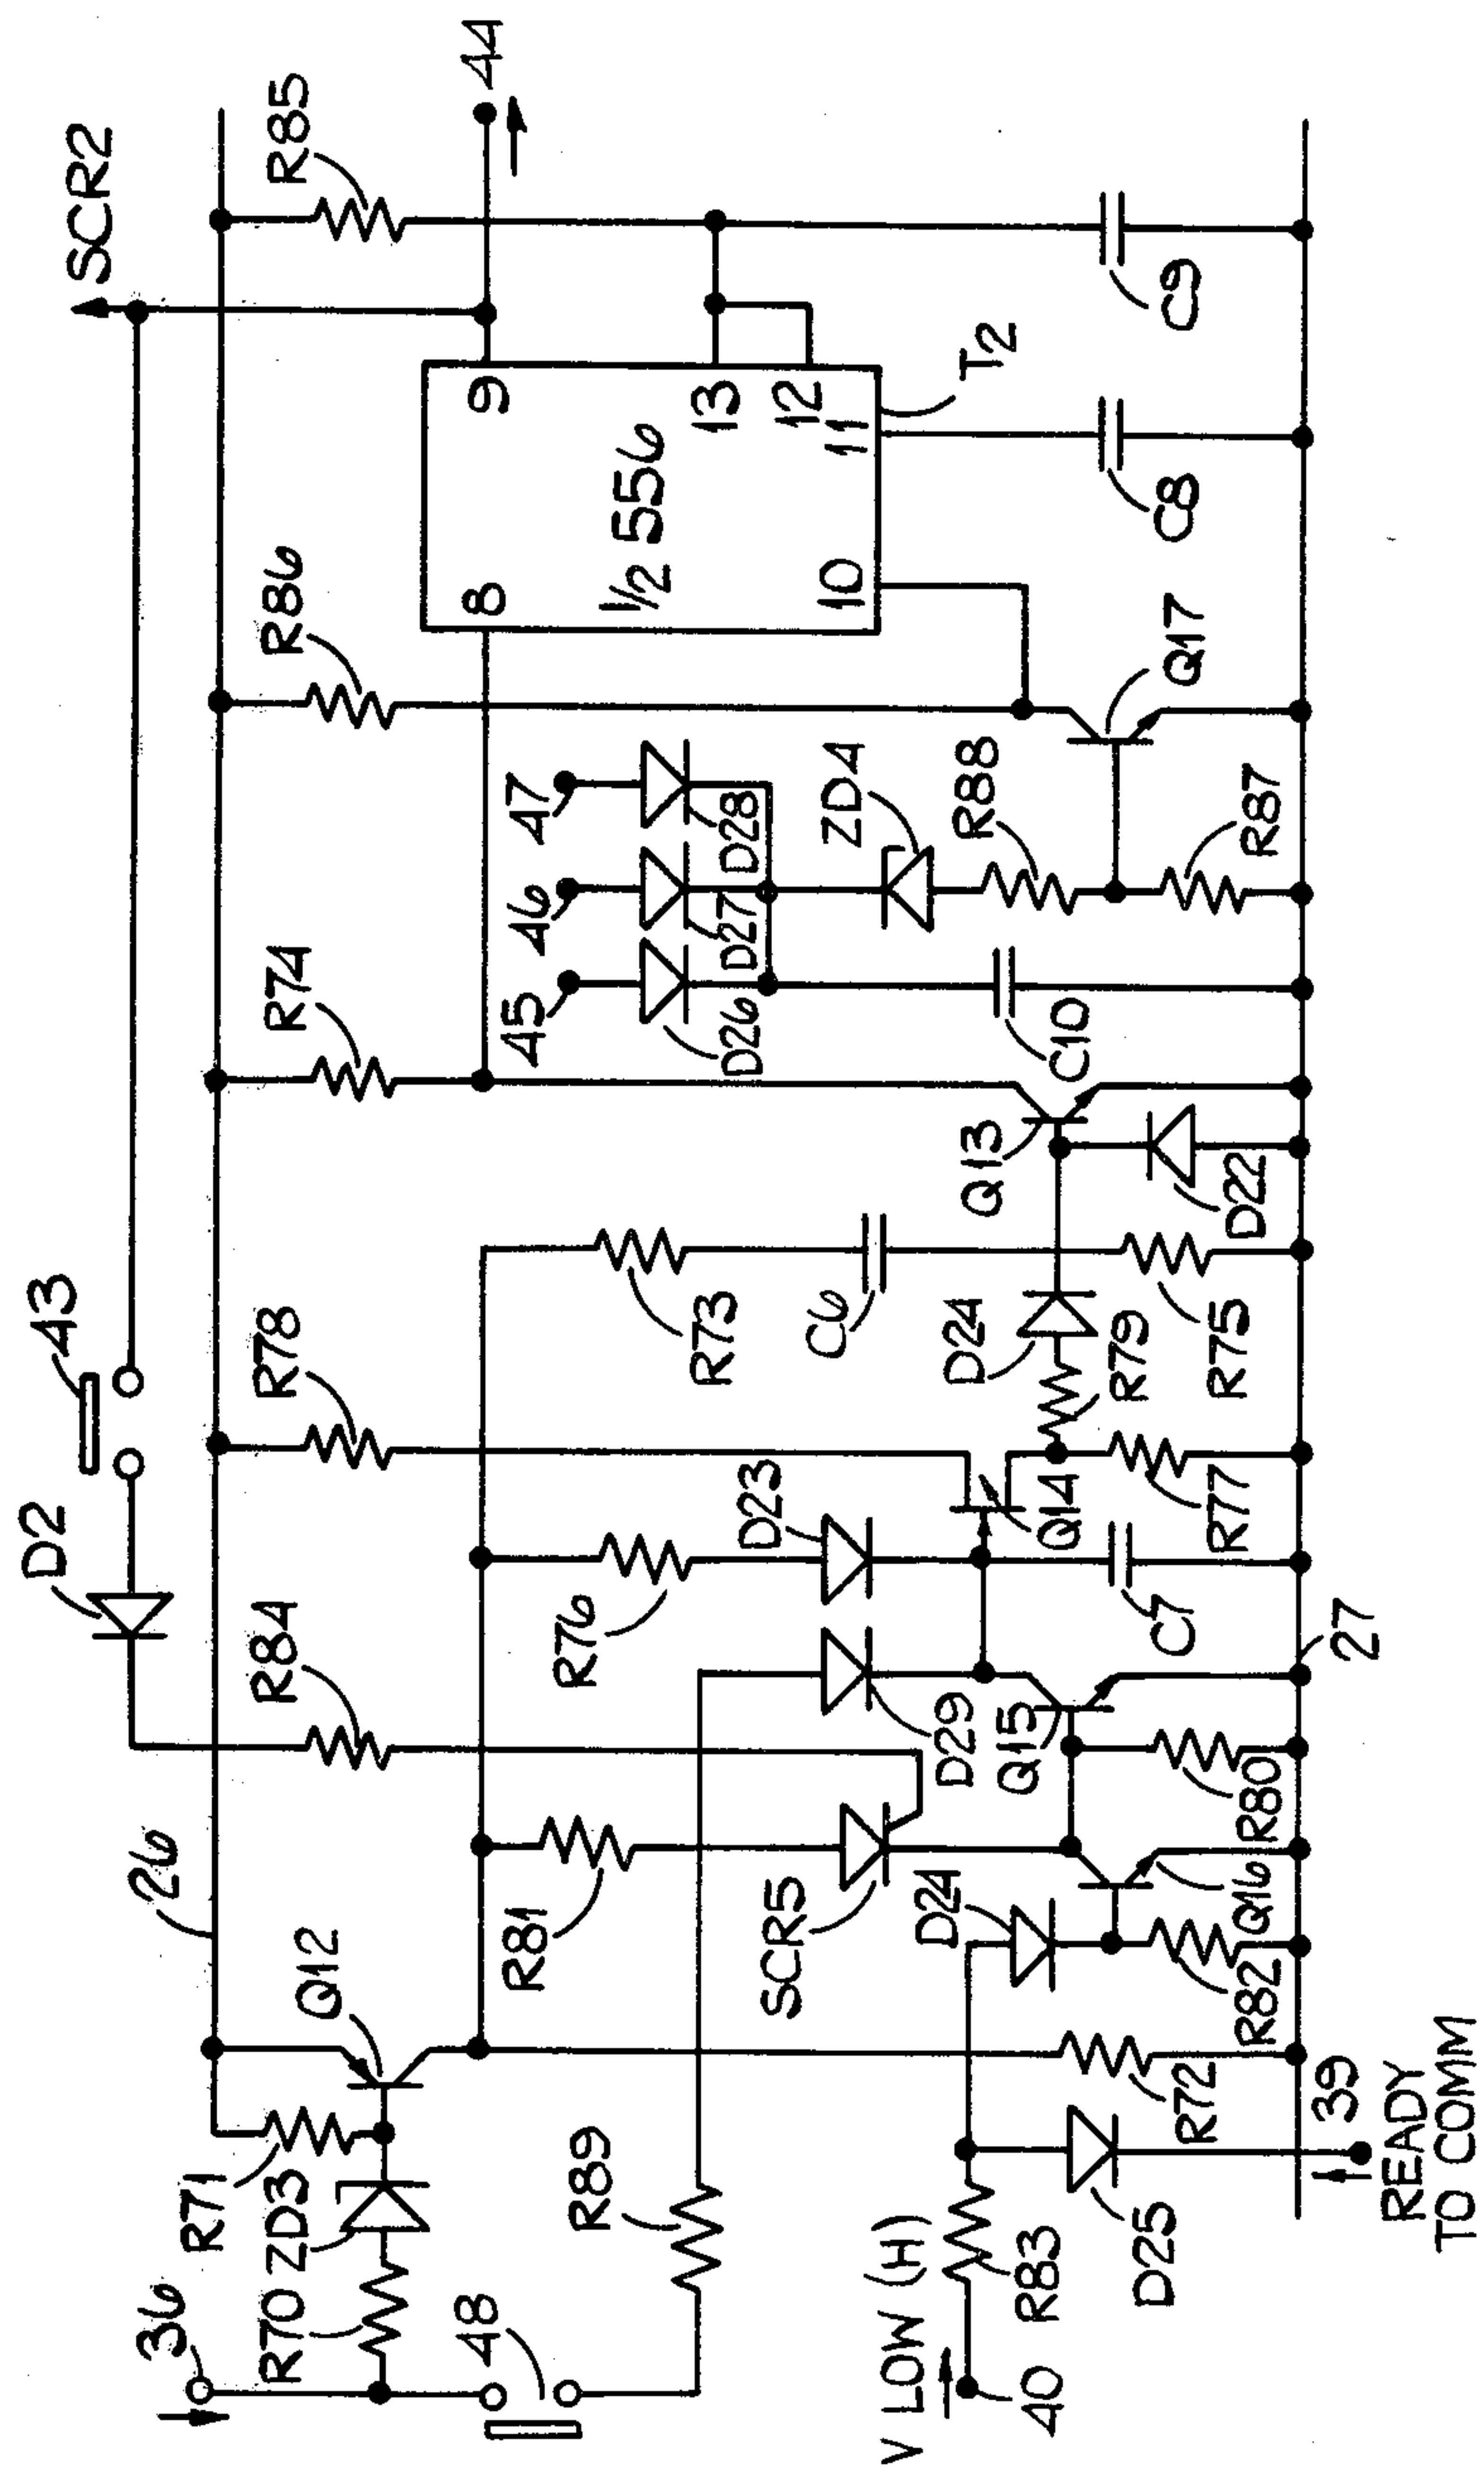 SCR2
44
43
D2
R85
R86
R74
R78
R84
26
Q12
R71
36
9
8
1/2 556
13
12
11
10
T2
47
46
45
D28
D27
D26
ZD4
R88
R87
Q17
C8
C9
C10
Q13
D22
R73
C6
D24
R79
R75
D23
R76
Q14
R77
C7
27
D29
Q15
R80
R81
SCR5
D24
Q16
R82
R72
R70
ZD3
48
R89
V LOW (H)
40
R83
D25
39
READY
TO COMM